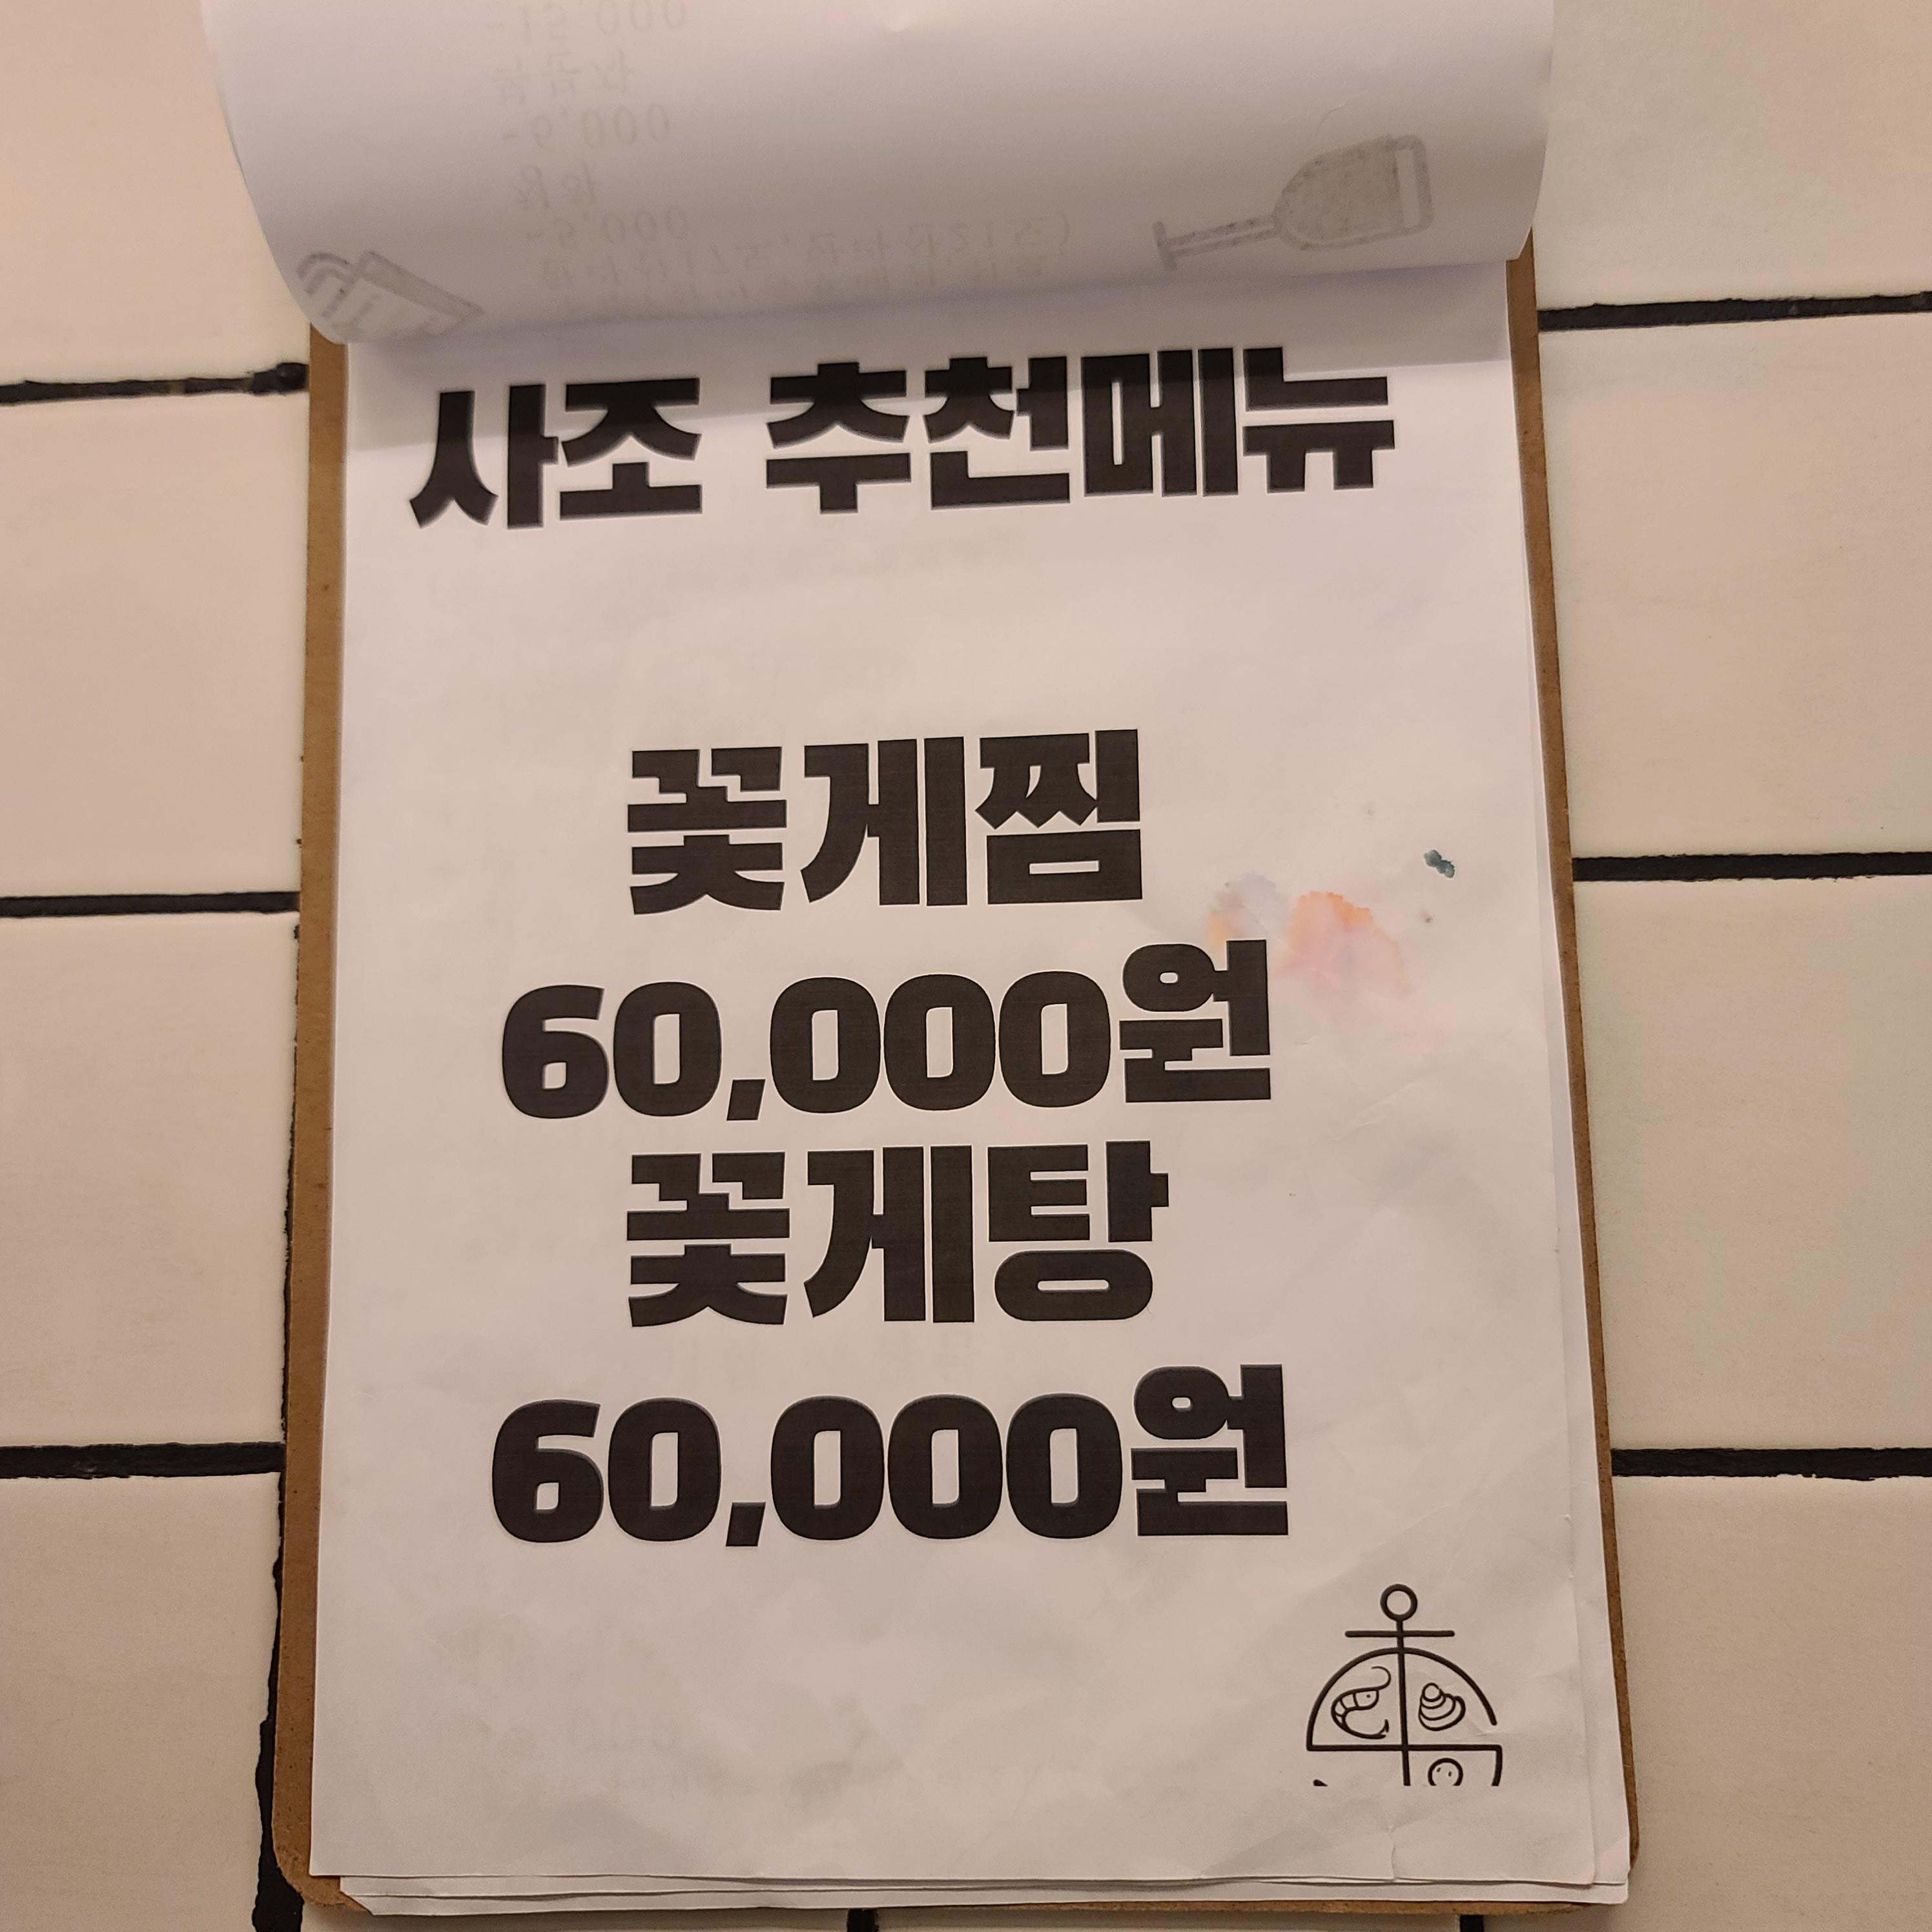 사조 추천메뉴
꽃게찜
60,000원
꽃게탕
60,000원